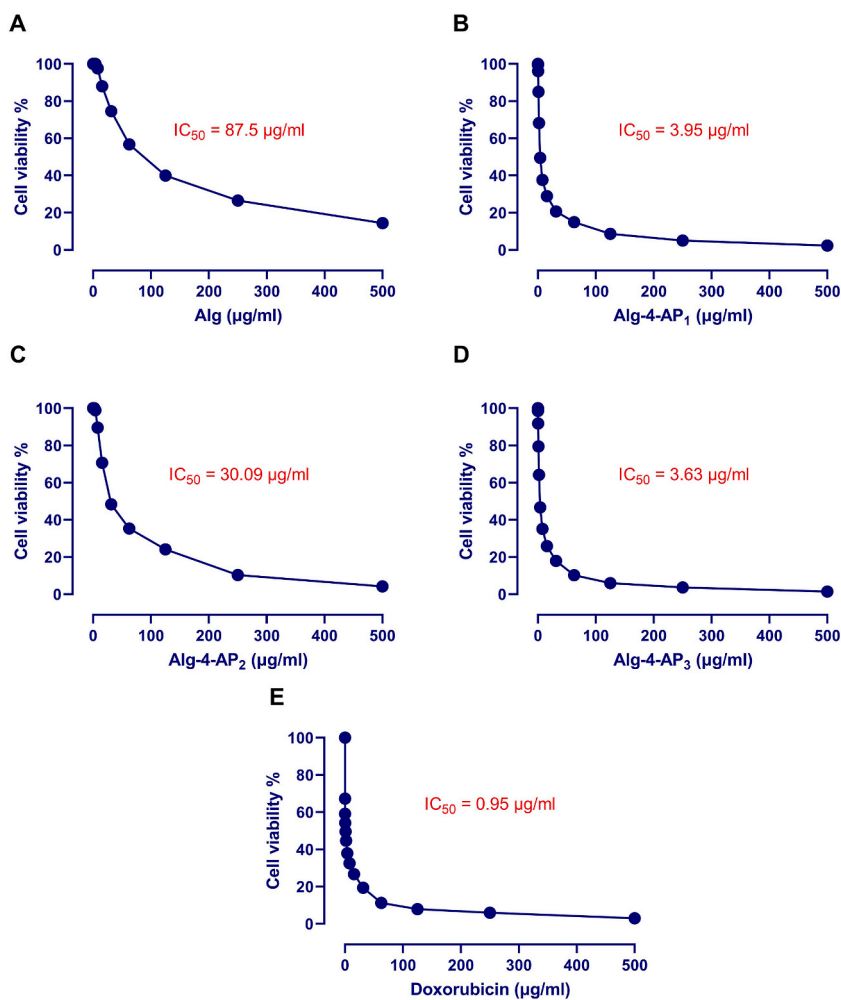 A
Cell viability %
100
80
60
40
20
0
IC50 = 87.5 µg/ml
0 100 200 300 400 500
Alg (µg/ml)
B
Cell viability %
100
80
60
40
20
0
IC50 = 3.95 µg/ml
0 100 200 300 400 500
Alg-4-AP1 (µg/ml)
C
Cell viability %
100
80
60
40
20
0
IC50 = 30.09 µg/ml
0 100 200 300 400 500
Alg-4-AP2 (µg/ml)
D
Cell viability %
100
80
60
40
20
0
IC50 = 3.63 µg/ml
0 100 200 300 400 500
Alg-4-AP3 (µg/ml)
E
Cell viability %
100
80
60
40
20
0
IC50 = 0.95 µg/ml
0 100 200 300 400 500
Doxorubicin (µg/ml)